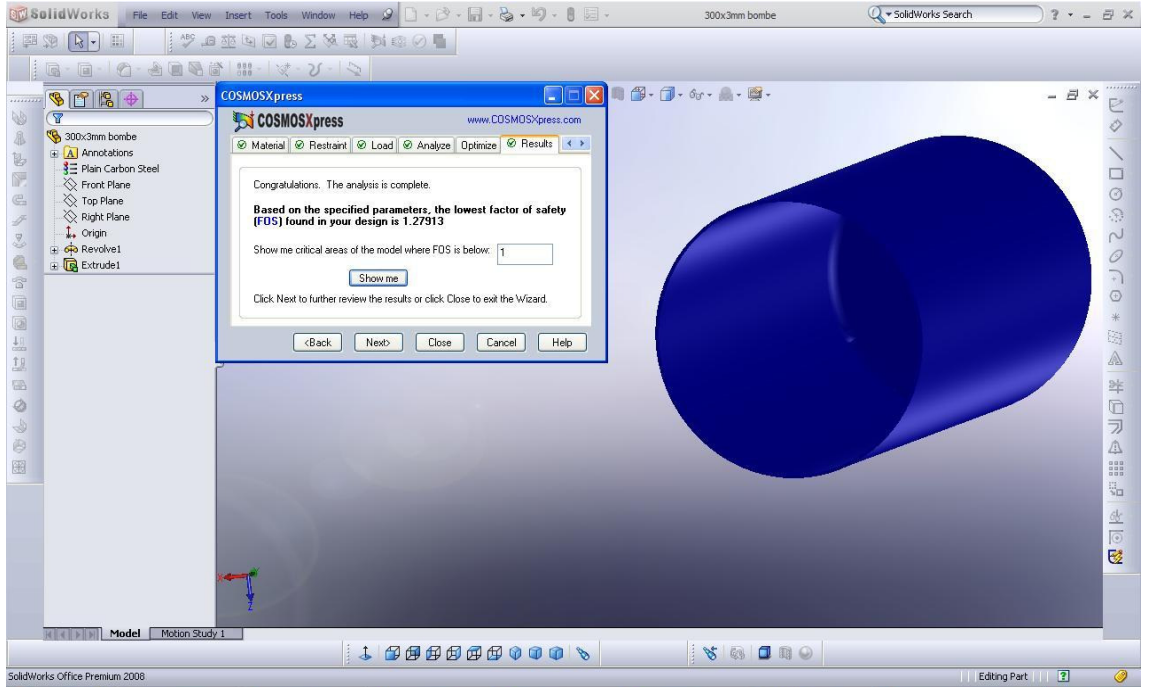 SolidWorks File Edit View Insert Tools Window Help 300x3mm bombe SolidWorks Search
COSMOSXpress
300x3mm bombe
Annotations
Plain Carbon Steel
Front Plane
Top Plane
Right Plane
Origin
Revolve1
Extrude1
COSMOSXpress www.COSMOSXpress.com
Material Restraint Load Analyze Optimize Results
Congratulations. The analysis is complete.
Based on the specified parameters, the lowest factor of safety
(FOS) found in your design is 1.27913
Show me critical areas of the model where FOS is below: 1
Show me
Click Next to further review the results or click Close to exit the Wizard.
<Back Next> Close Cancel Help
X
Z
Model Motion Study 1
SolidWorks Office Premium 2008 Editing Part